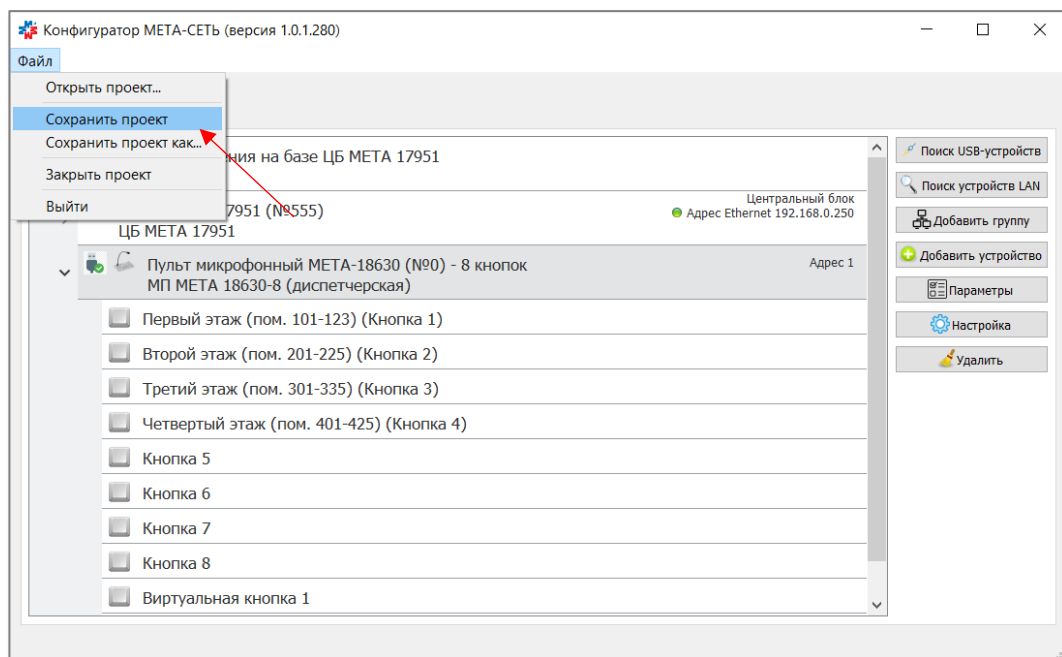 Конфигуратор МЕТА-СЕТЬ (версия 1.0.1.280)
Файл
Открыть проект...
Сохранить проект
Сохранить проект как...
Закрыть проект
Выйти
на базе ЦБ МЕТА 17951
7951 (№555)
ЦБ МЕТА 17951
Центральный блок
Адрес Ethernet 192.168.0.250
Пульт микрофонный МЕТА-18630 (№0) - 8 кнопок
МП МЕТА 18630-8 (диспетчерская)
Адрес 1
Первый этаж (пом. 101-123) (Кнопка 1)
Второй этаж (пом. 201-225) (Кнопка 2)
Третий этаж (пом. 301-335) (Кнопка 3)
Четвертый этаж (пом. 401-425) (Кнопка 4)
Кнопка 5
Кнопка 6
Кнопка 7
Кнопка 8
Виртуальная кнопка 1
Поиск USB-устройств
Поиск устройств LAN
Добавить группу
Добавить устройство
Параметры
Настройка
Удалить